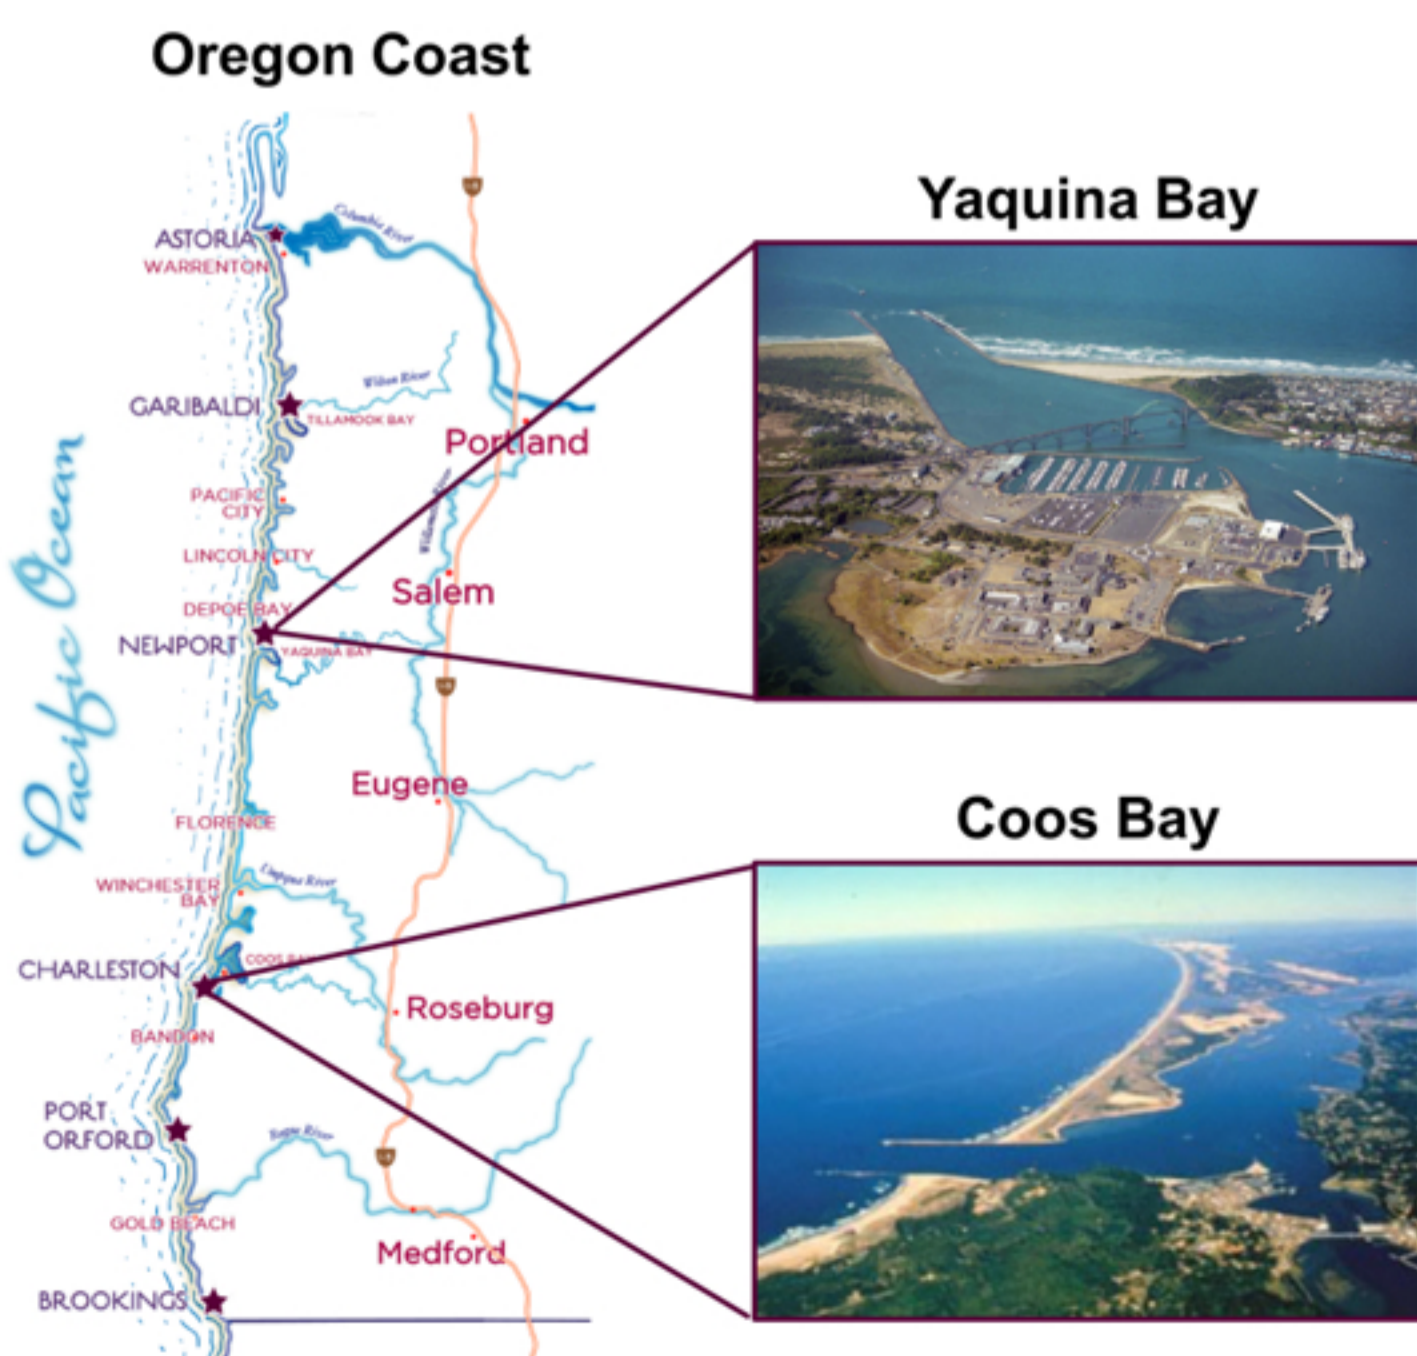 Oregon Coast
Yaquina Bay
Coos Bay
Pacific Ocean
Columbia River
ASTORIA
WARRENTON
Wilson River
GARIBALDI
TILLAMOOK BAY
Portland
PACIFIC
CITY
Willamette River
LINCOLN CITY
Salem
DEPOE BAY
NEWPORT
YAQUINA BAY
Eugene
FLORENCE
Umpqua River
WINCHESTER
BAY
COOS BAY
CHARLESTON
Roseburg
BANDON
PORT
ORFORD
Rogue River
GOLD BEACH
Medford
BROOKINGS